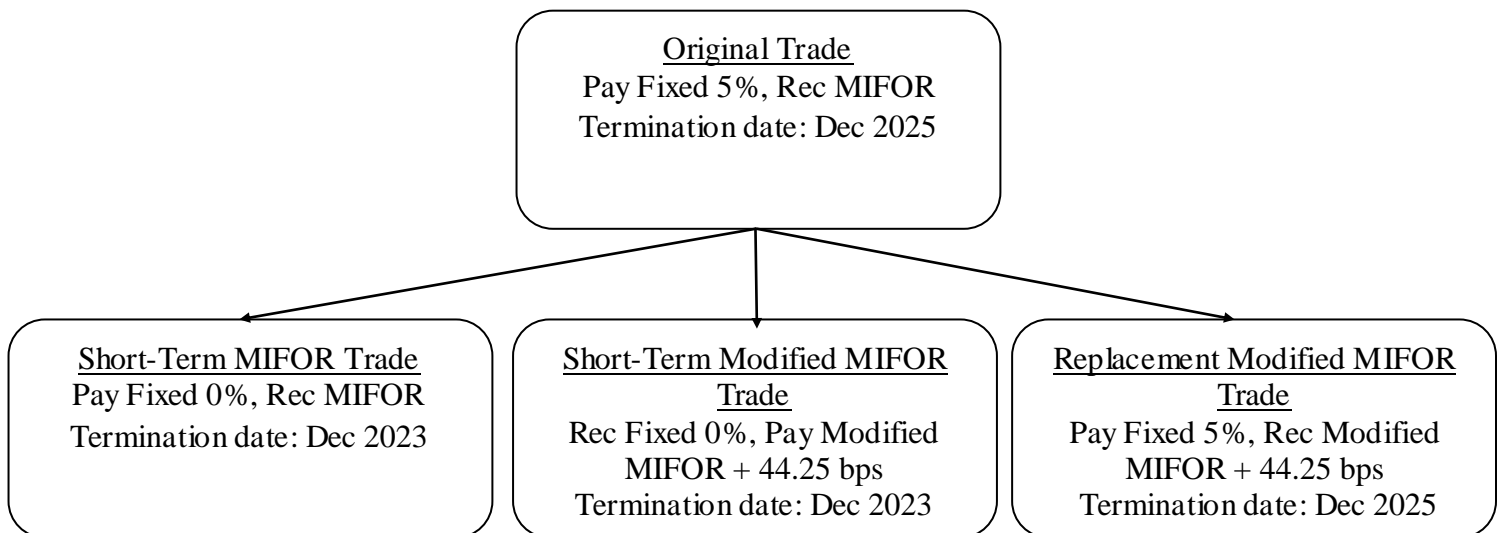 Original Trade
Pay Fixed 5%, Rec MIFOR
Termination date: Dec 2025
Short-Term MIFOR Trade
Pay Fixed 0%, Rec MIFOR
Termination date: Dec 2023
Short-Term Modified MIFOR
Trade
Rec Fixed 0%, Pay Modified
MIFOR + 44.25 bps
Termination date: Dec 2023
Replacement Modified MIFOR
Trade
Pay Fixed 5%, Rec Modified
MIFOR + 44.25 bps
Termination date: Dec 2025